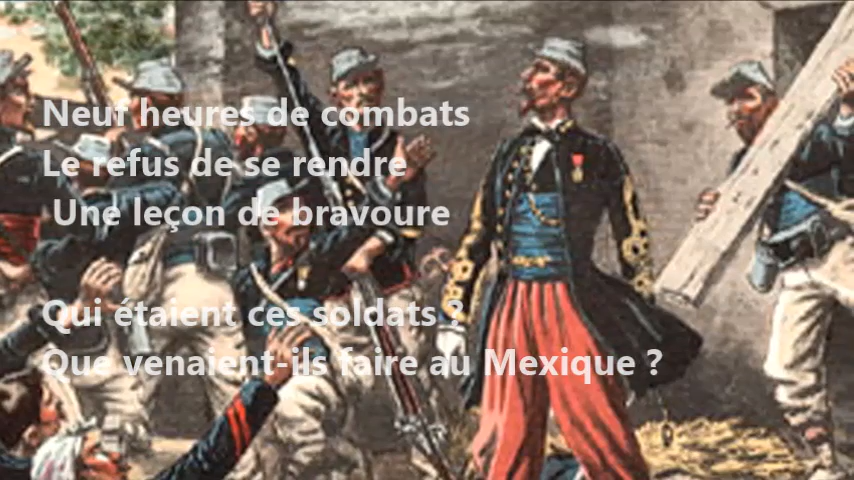 Neuf heures de combats
Le refus de se rendre
Une leçon de bravoure
Qui étaient ces soldats ?
Que venaient-ils faire au Mexique ?